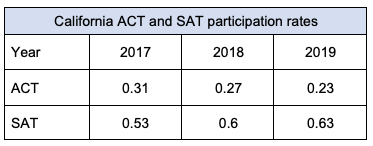 California ACT and SAT participation rates
Year 2017 2018 2019
ACT 0.31 0.27 0.23
SAT 0.53 0.6 0.63